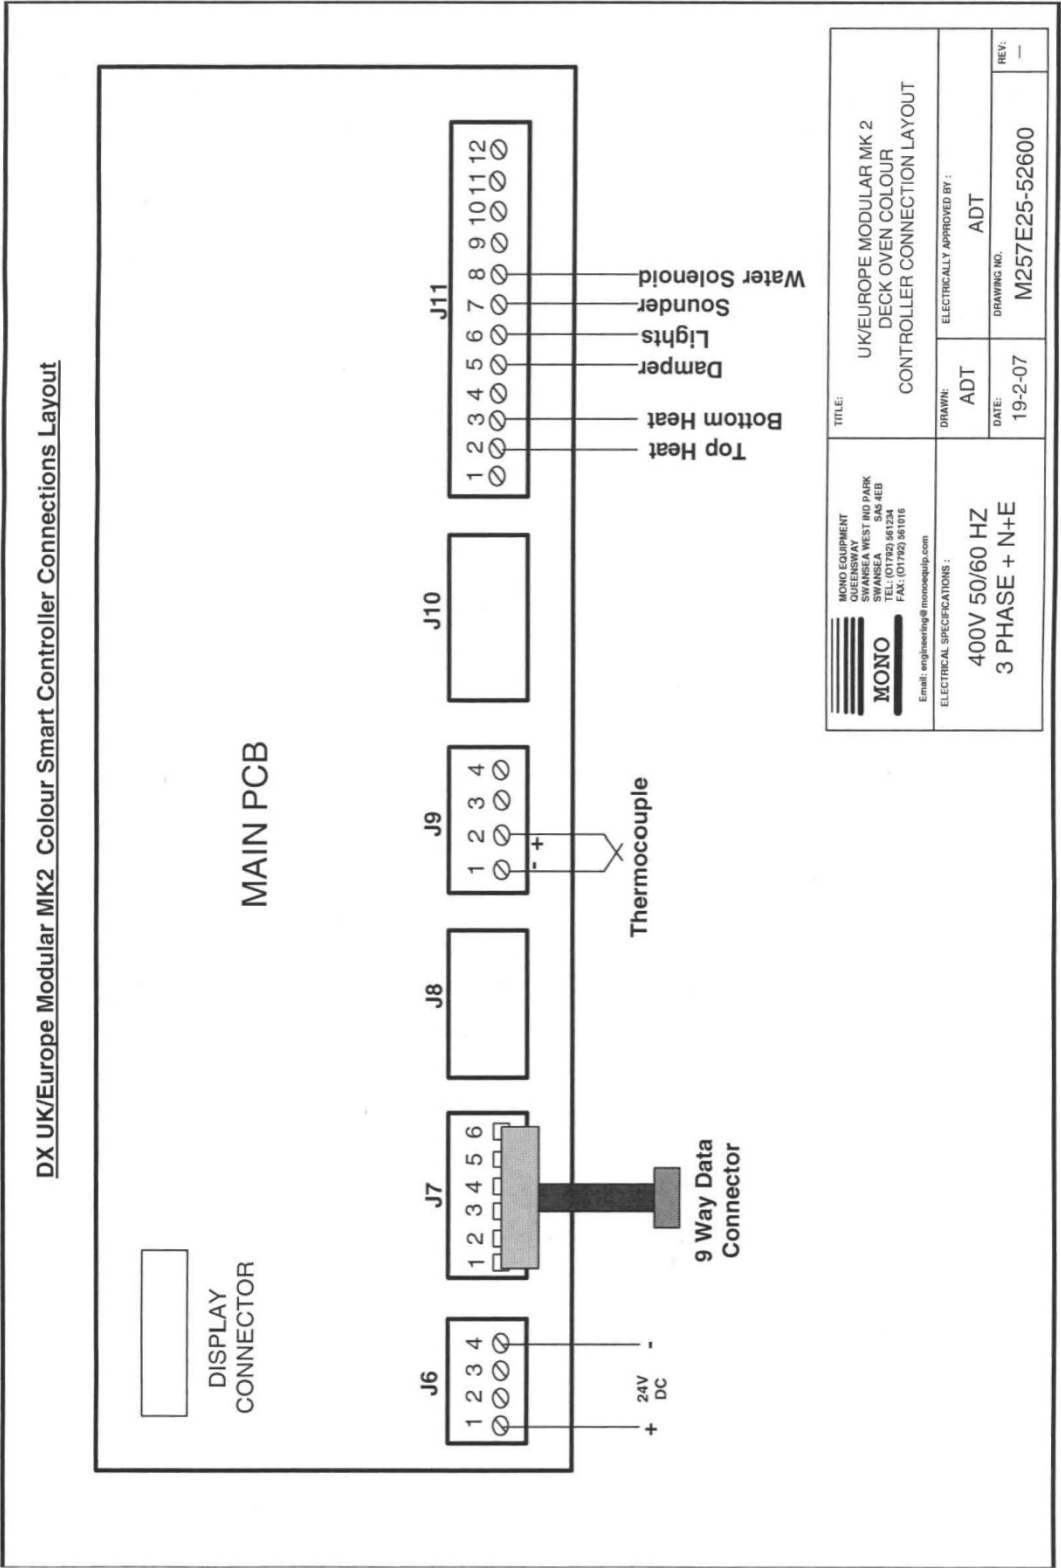 DX UK/Europe Modular MK2 Colour Smart Controller Connections Layout
DISPLAY
CONNECTOR
MAIN PCB
J6
1 2 3 4
+ -
24V
DC
J7
1 2 3 4 5 6
9 Way Data
Connector
J8
J9
1 2 3 4
- +
Thermocouple
J10
J11
1 2 3 4 5 6 7 8 9 10 11 12
Top Heat
Bottom Heat
Damper
Lights
Sounder
Water Solenoid
MONO
MONO EQUIPMENT
QUEENSWAY
SWANSEA WEST IND PARK
SWANSEA SA5 4EB
TEL: (O1792) 561234
FAX: (O1792) 561016
Email: engineering@monoequip.com
ELECTRICAL SPECIFICATIONS :
400V 50/60 HZ
3 PHASE + N+E
TITLE:
UK/EUROPE MODULAR MK 2
DECK OVEN COLOUR
CONTROLLER CONNECTION LAYOUT
DRAWN:
ADT
ELECTRICALLY APPROVED BY :
ADT
DATE:
19-2-07
DRAWING NO.
M257E25-52600
REV:
—